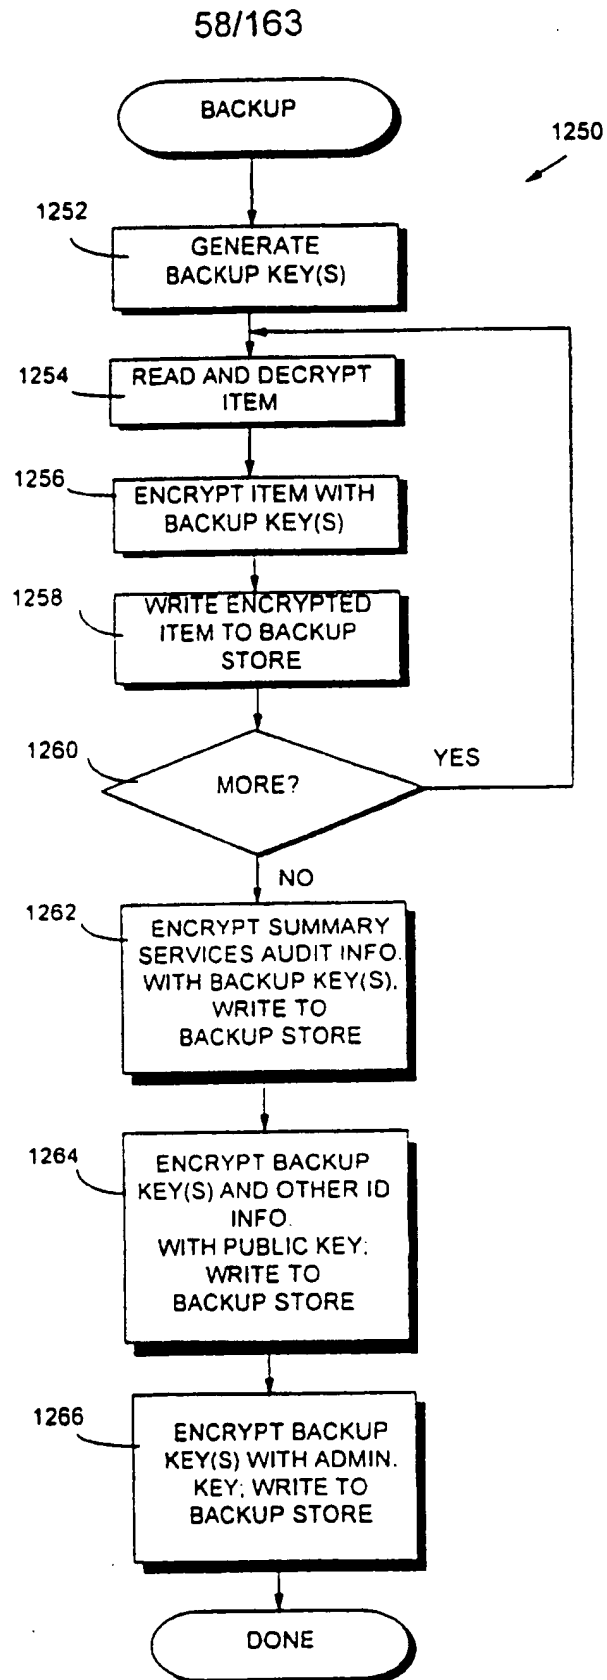 58/163
BACKUP
1250
1252
GENERATE
BACKUP KEY(S)
1254
READ AND DECRYPT
ITEM
1256
ENCRYPT ITEM WITH
BACKUP KEY(S)
1258
WRITE ENCRYPTED
ITEM TO BACKUP
STORE
1260
MORE?
YES
NO
1262
ENCRYPT SUMMARY
SERVICES AUDIT INFO.
WITH BACKUP KEY(S),
WRITE TO
BACKUP STORE
1264
ENCRYPT BACKUP
KEY(S) AND OTHER ID
INFO.
WITH PUBLIC KEY;
WRITE TO
BACKUP STORE
1266
ENCRYPT BACKUP
KEY(S) WITH ADMIN.
KEY; WRITE TO
BACKUP STORE
DONE